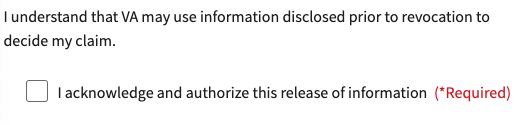 I understand that VA may use information disclosed prior to revocation to
decide my claim.
I acknowledge and authorize this release of information (*Required)